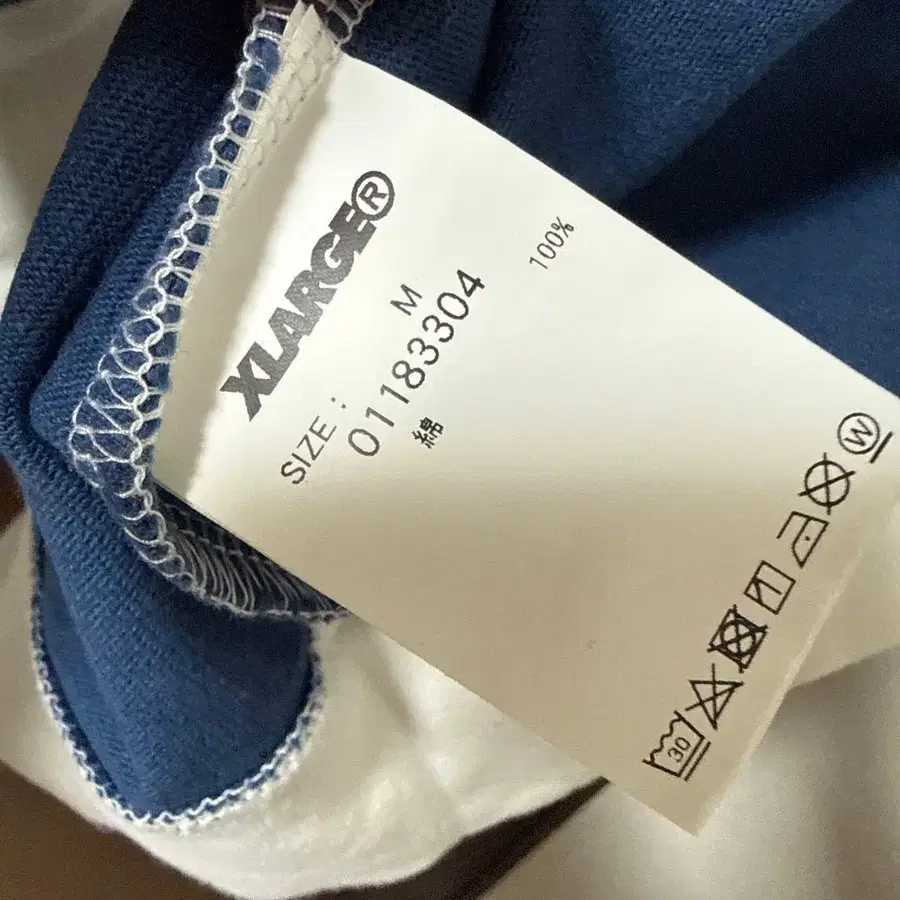 XLARGE®
SIZE : M
01183304
綿 100%
30
W